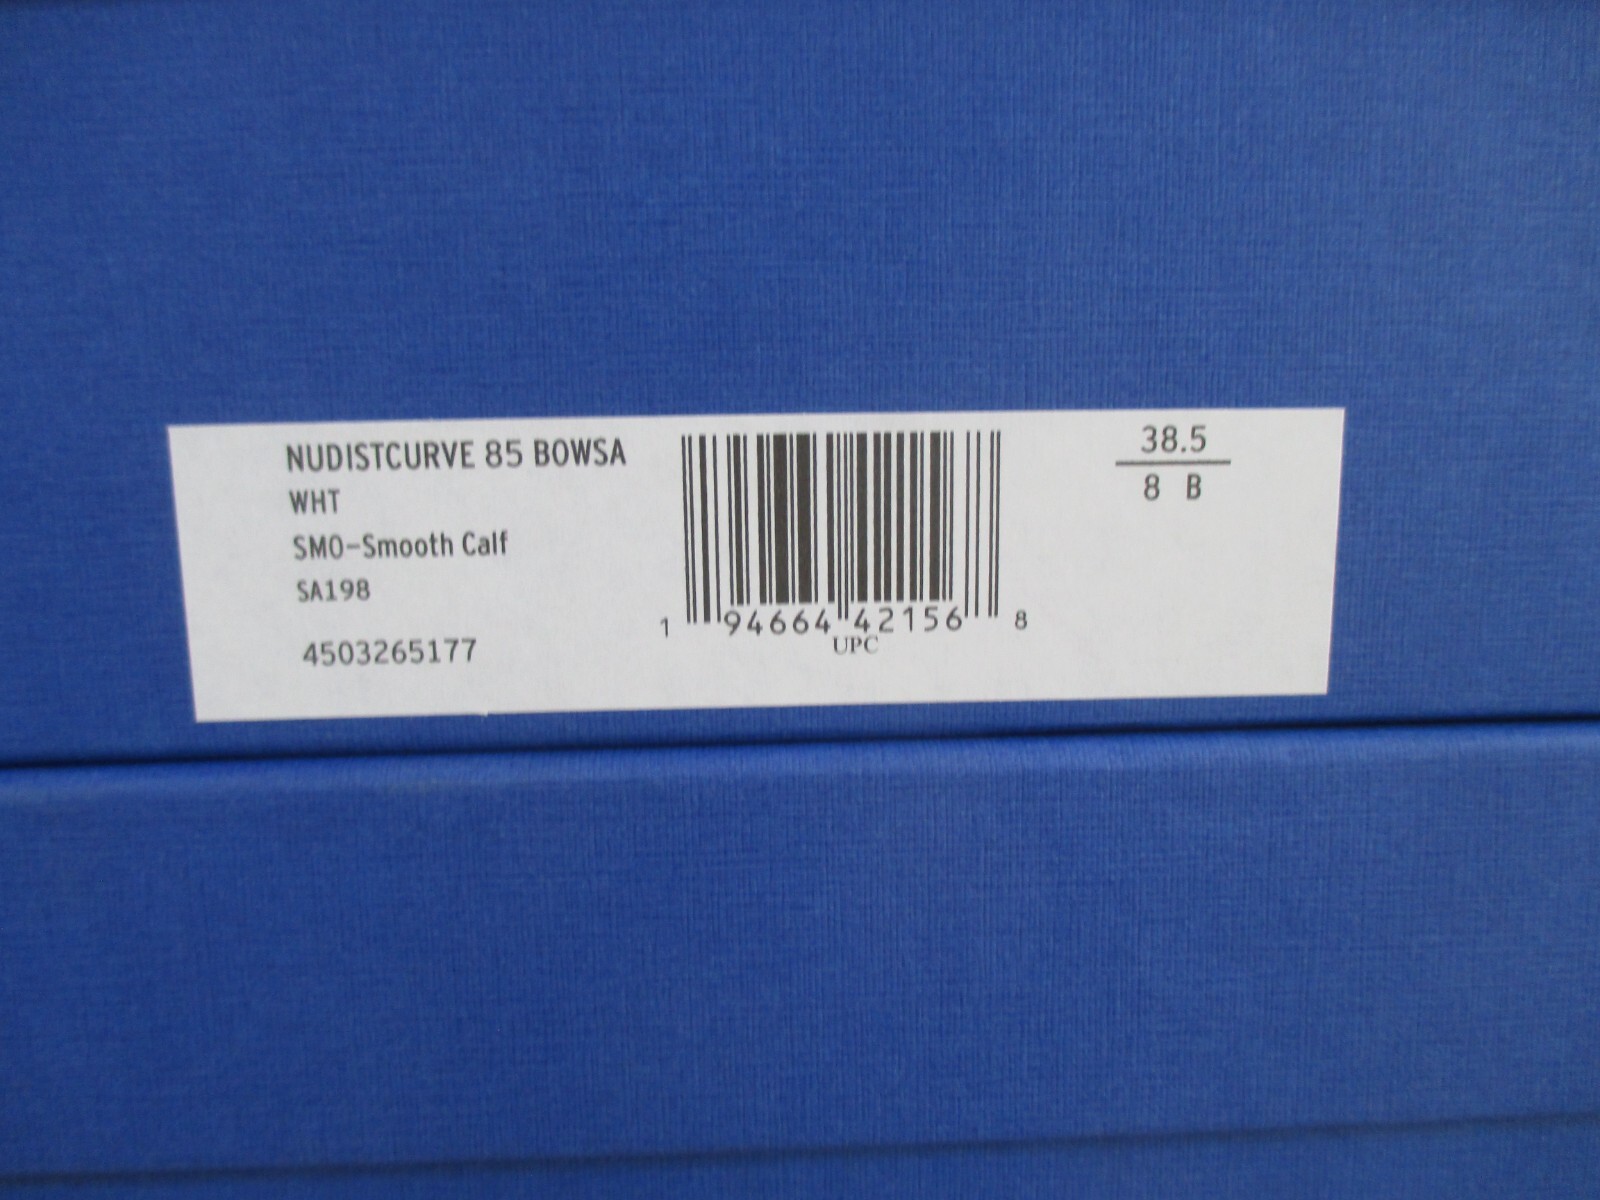 NUDISTCURVE 85 BOWSA
WHT
SMO-Smooth Calf
SA198
4503265177
1 94664 42156 8
UPC
38.5
8 B